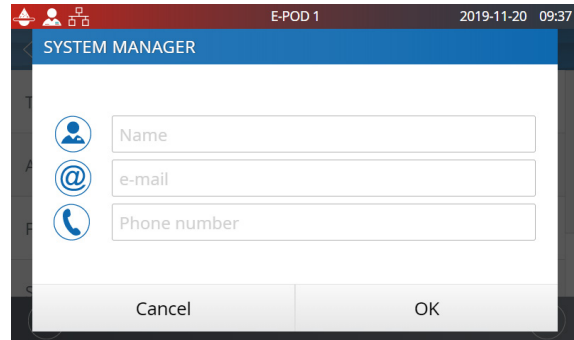 E-POD 1 2019-11-20 09:37
SYSTEM MANAGER
Name
@ e-mail
Phone number
Cancel OK